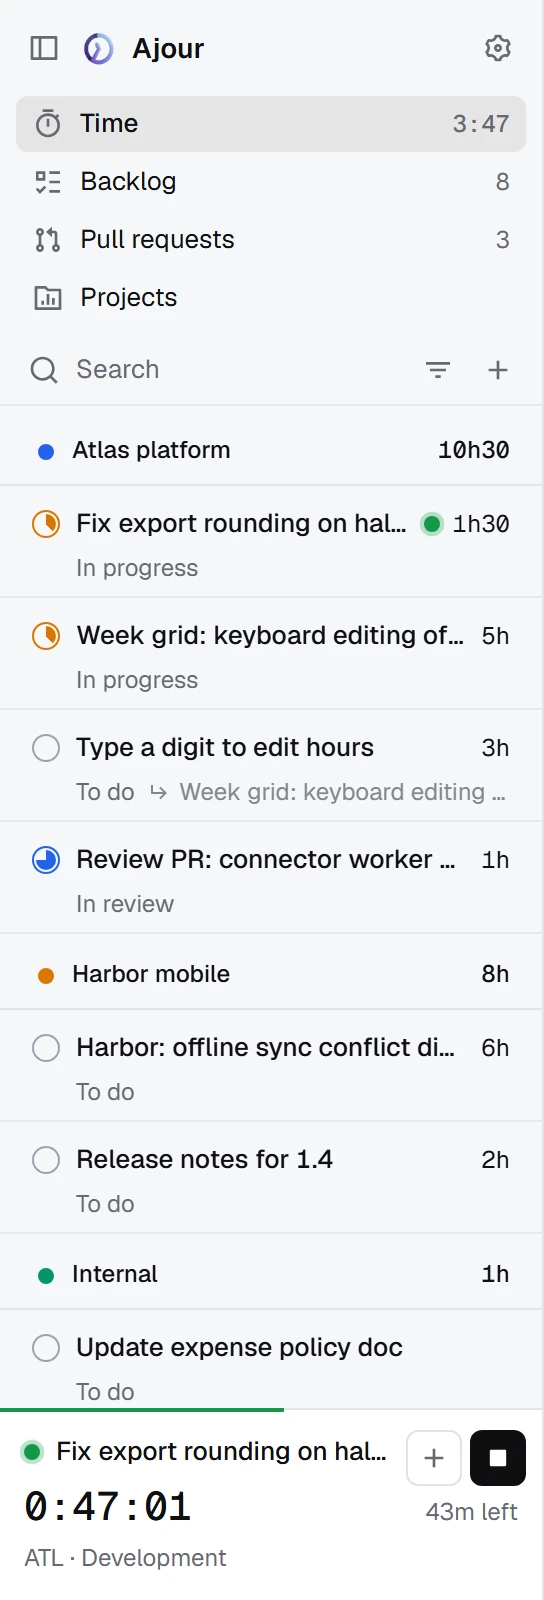 Ajour
Time 3:47
Backlog 8
Pull requests 3
Projects
Search
Atlas platform 10h30
Fix export rounding on hal... 1h30
In progress
Week grid: keyboard editing of... 5h
In progress
Type a digit to edit hours 3h
To do Week grid: keyboard editing ...
Review PR: connector worker ... 1h
In review
Harbor mobile 8h
Harbor: offline sync conflict di... 6h
To do
Release notes for 1.4 2h
To do
Internal 1h
Update expense policy doc
To do
Fix export rounding on hal...
0:47:01 43m left
ATL · Development